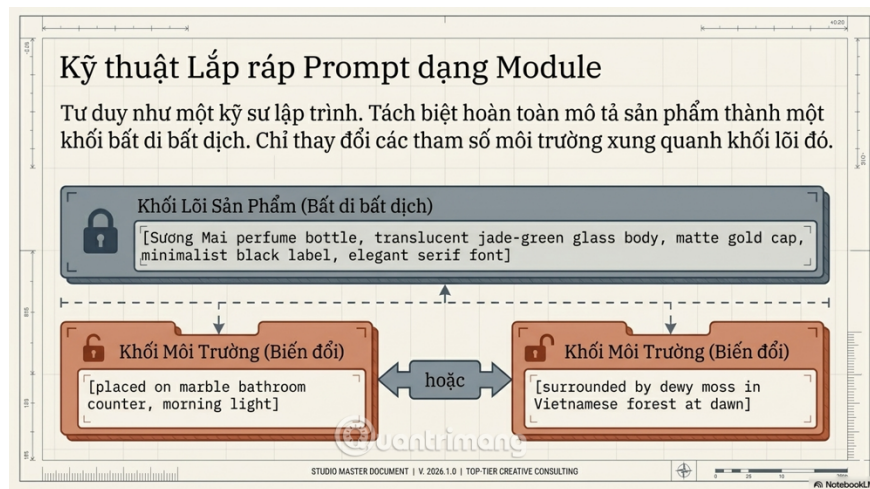 +0.20
-0.25
Kỹ thuật Lắp ráp Prompt dạng Module
Tư duy như một kỹ sư lập trình. Tách biệt hoàn toàn mô tả sản phẩm thành một
khối bất di bất dịch. Chỉ thay đổi các tham số môi trường xung quanh khối lõi đó.
Khối Lõi Sản Phẩm (Bất di bất dịch)
[Sương Mai perfume bottle, translucent jade-green glass body, matte gold cap,
minimalist black label, elegant serif font]
Khối Môi Trường (Biến đổi)
[placed on marble bathroom
counter, morning light]
hoặc
Khối Môi Trường (Biến đổi)
[surrounded by dewy moss in
Vietnamese forest at dawn]
Quantrimang
STUDIO MASTER DOCUMENT | V. 2026.1.0 | TOP-TIER CREATIVE CONSULTING
NotebookLM